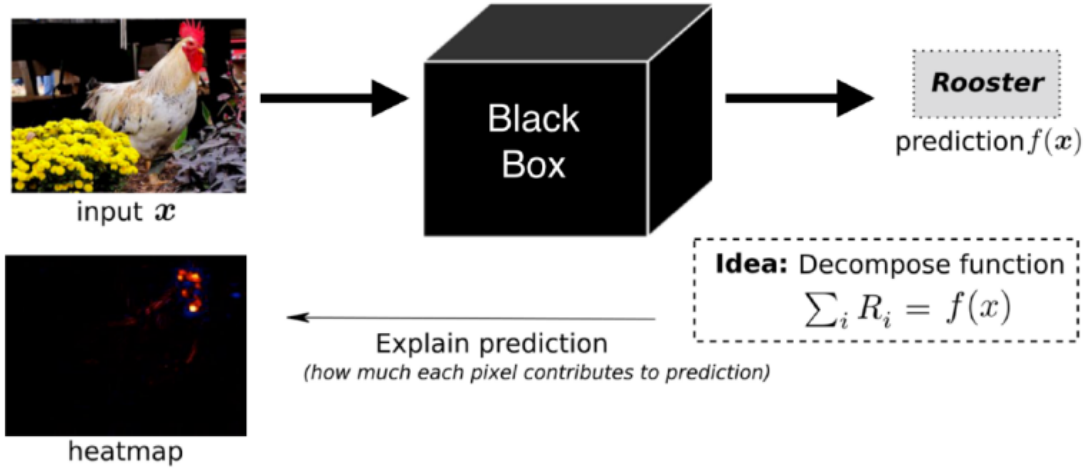 Black
Box
Rooster
prediction f(x)
input x
Idea: Decompose function
∑ᵢ Rᵢ = f(x)
Explain prediction
(how much each pixel contributes to prediction)
heatmap